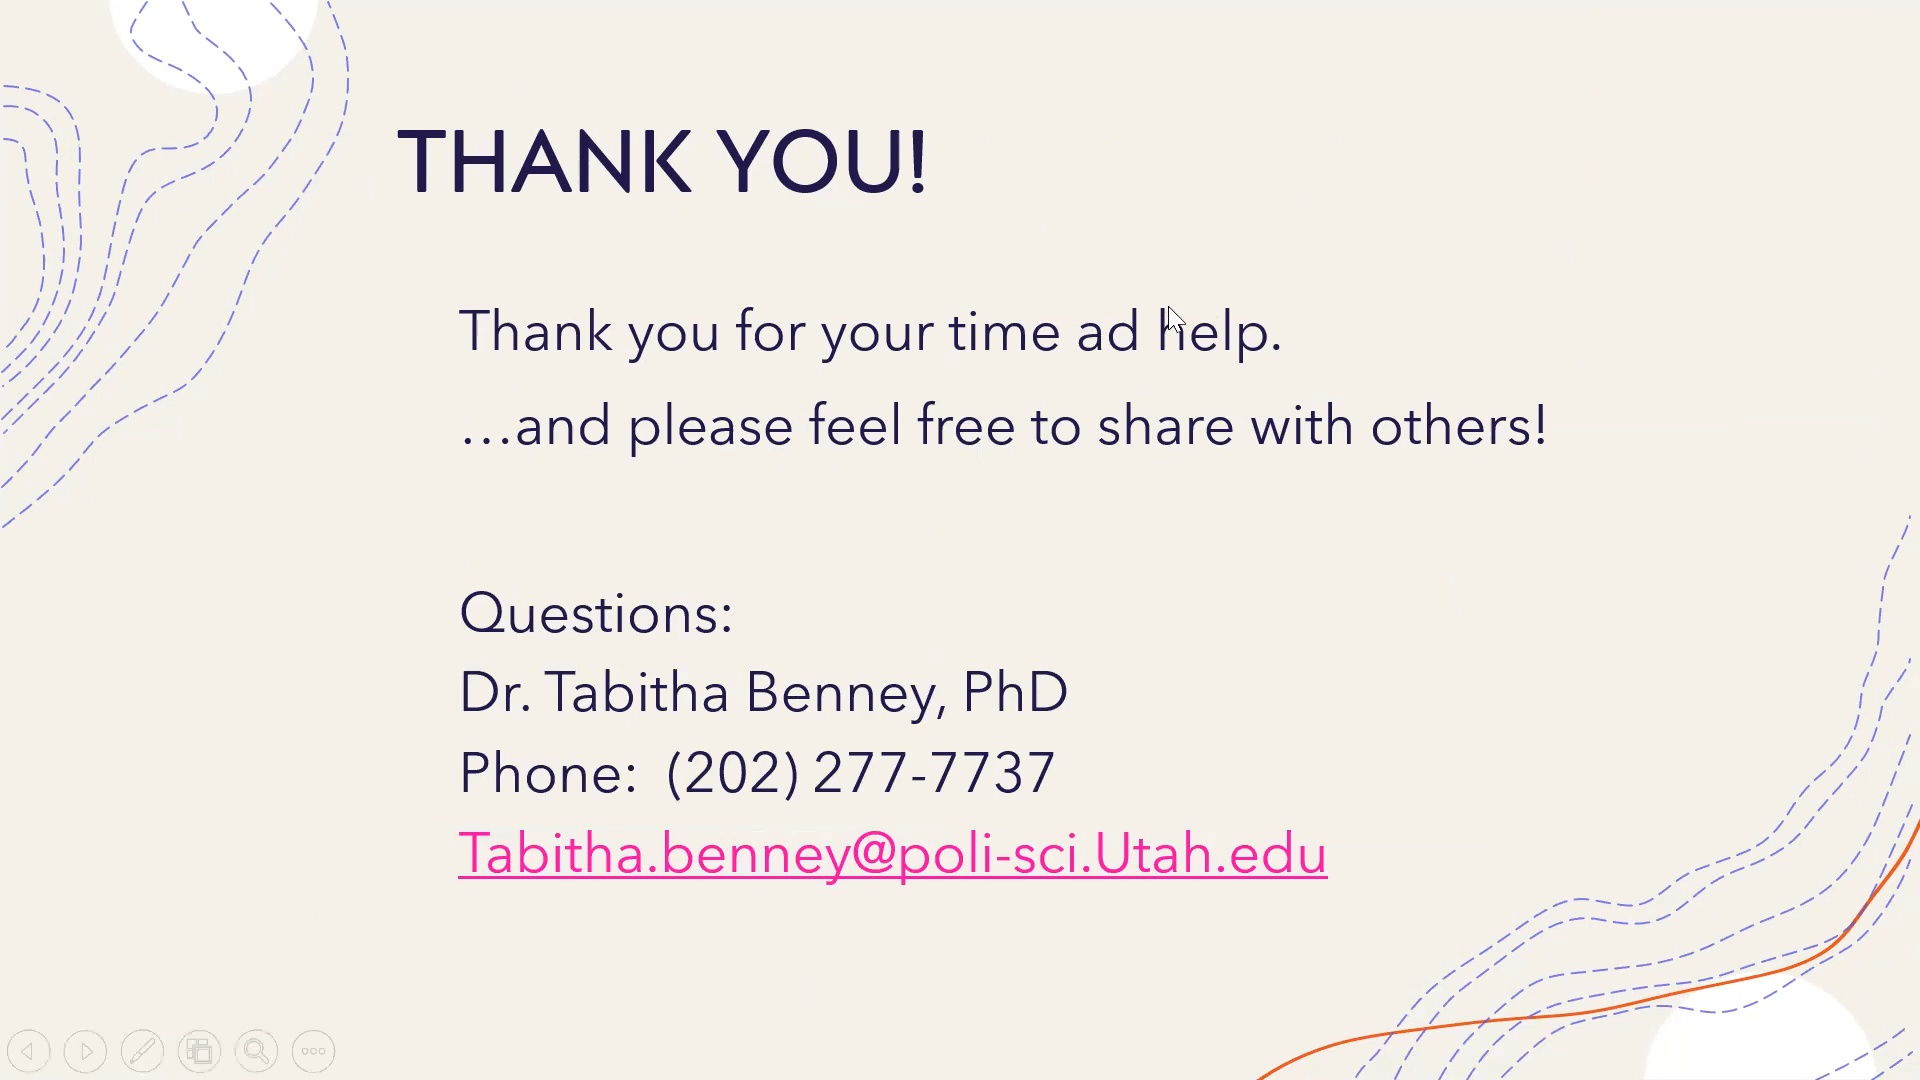 THANK YOU!
Thank you for your time ad help.
…and please feel free to share with others!
Questions:
Dr. Tabitha Benney, PhD
Phone:  (202) 277-7737
Tabitha.benney@poli-sci.Utah.edu